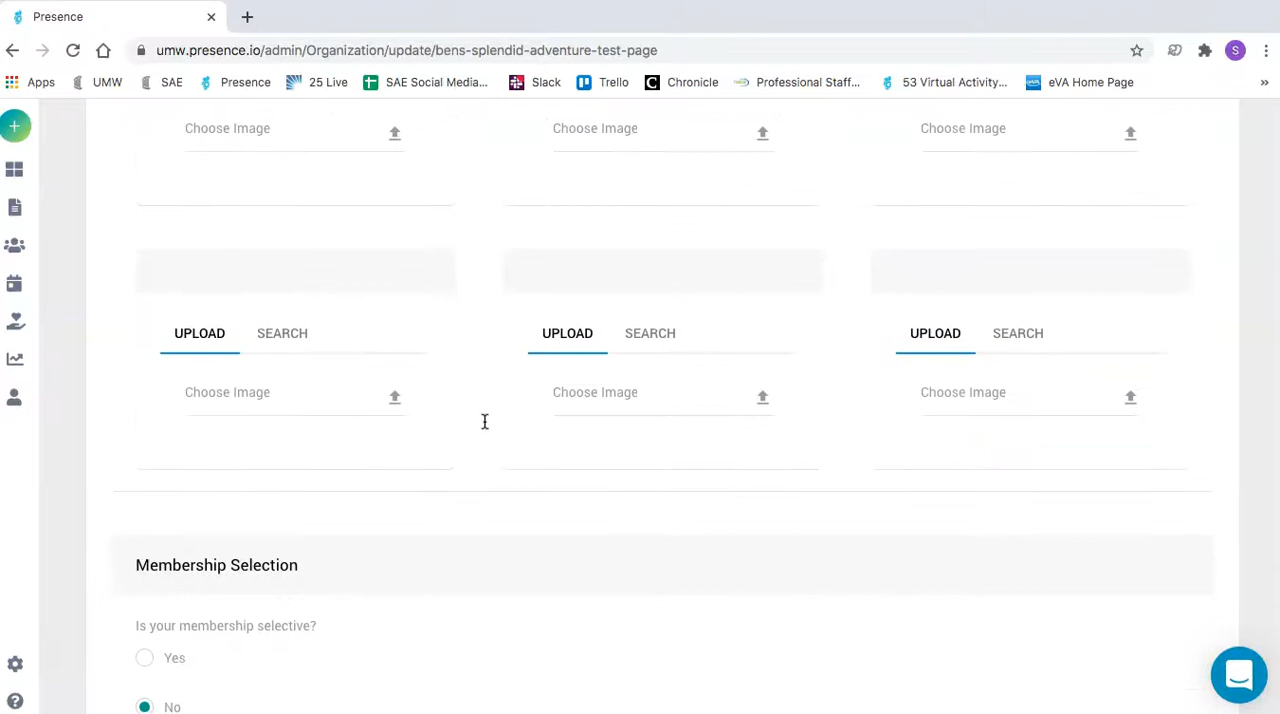 Presence
umw.presence.io/admin/Organization/update/bens-splendid-adventure-test-page
S
Apps UMW SAE Presence 25 Live SAE Social Media... Slack Trello Chronicle Professional Staff... 53 Virtual Activity... eVA Home Page »
Choose Image Choose Image Choose Image
UPLOAD SEARCH UPLOAD SEARCH UPLOAD SEARCH
Choose Image Choose Image Choose Image
Membership Selection
Is your membership selective?
Yes
No